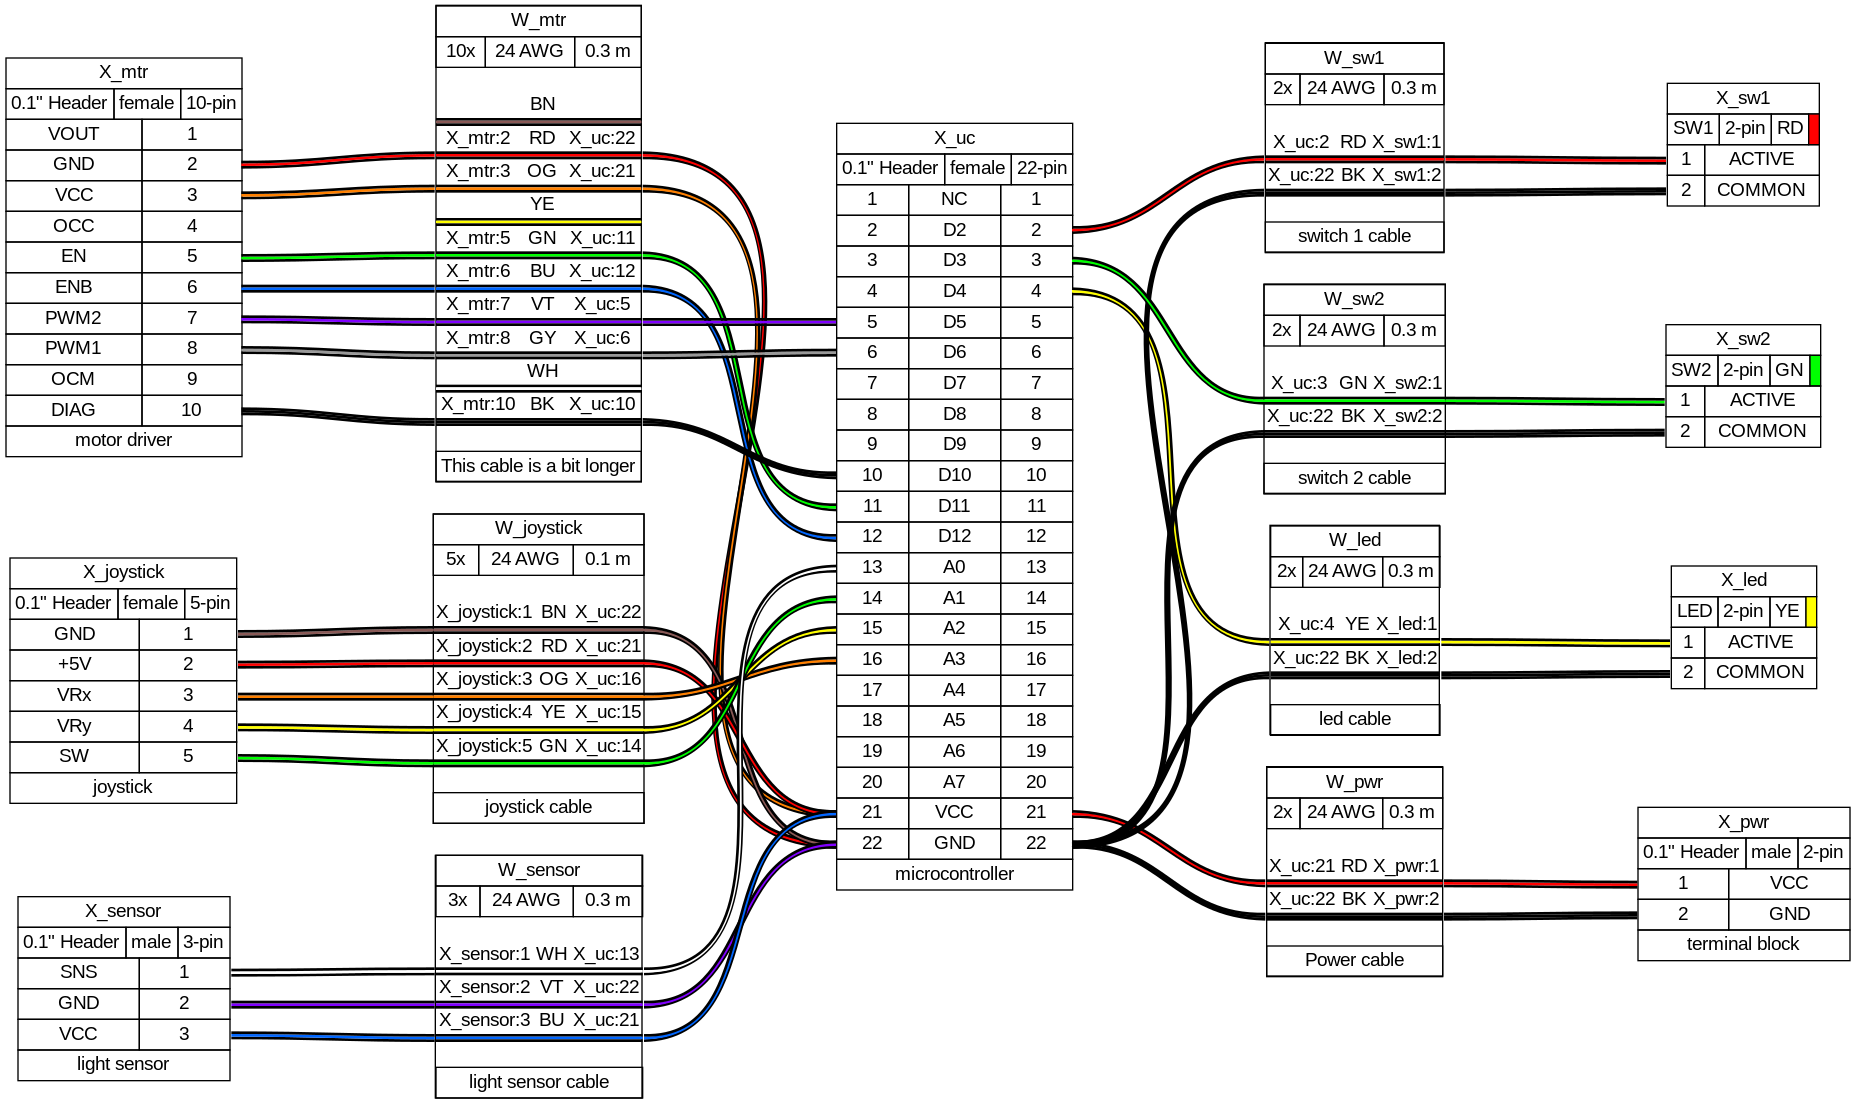 X_mtr
0.1" Header female 10-pin
VOUT 1
GND 2
VCC 3
OCC 4
EN 5
ENB 6
PWM2 7
PWM1 8
OCM 9
DIAG 10
motor driver
X_joystick
0.1" Header female 5-pin
GND 1
+5V 2
VRx 3
VRy 4
SW 5
joystick
X_sensor
0.1" Header male 3-pin
SNS 1
GND 2
VCC 3
light sensor
W_mtr
10x 24 AWG 0.3 m
BN
X_mtr:2 RD X_uc:22
X_mtr:3 OG X_uc:21
YE
X_mtr:5 GN X_uc:11
X_mtr:6 BU X_uc:12
X_mtr:7 VT X_uc:5
X_mtr:8 GY X_uc:6
WH
X_mtr:10 BK X_uc:10
This cable is a bit longer
W_joystick
5x 24 AWG 0.1 m
X_joystick:1 BN X_uc:22
X_joystick:2 RD X_uc:21
X_joystick:3 OG X_uc:16
X_joystick:4 YE X_uc:15
X_joystick:5 GN X_uc:14
joystick cable
W_sensor
3x 24 AWG 0.3 m
X_sensor:1 WH X_uc:13
X_sensor:2 VT X_uc:22
X_sensor:3 BU X_uc:21
light sensor cable
X_uc
0.1" Header female 22-pin
1 NC 1
2 D2 2
3 D3 3
4 D4 4
5 D5 5
6 D6 6
7 D7 7
8 D8 8
9 D9 9
10 D10 10
11 D11 11
12 D12 12
13 A0 13
14 A1 14
15 A2 15
16 A3 16
17 A4 17
18 A5 18
19 A6 19
20 A7 20
21 VCC 21
22 GND 22
microcontroller
W_sw1
2x 24 AWG 0.3 m
X_uc:2 RD X_sw1:1
X_uc:22 BK X_sw1:2
switch 1 cable
W_sw2
2x 24 AWG 0.3 m
X_uc:3 GN X_sw2:1
X_uc:22 BK X_sw2:2
switch 2 cable
W_led
2x 24 AWG 0.3 m
X_uc:4 YE X_led:1
X_uc:22 BK X_led:2
led cable
W_pwr
2x 24 AWG 0.3 m
X_uc:21 RD X_pwr:1
X_uc:22 BK X_pwr:2
Power cable
X_sw1
SW1 2-pin RD
1 ACTIVE
2 COMMON
X_sw2
SW2 2-pin GN
1 ACTIVE
2 COMMON
X_led
LED 2-pin YE
1 ACTIVE
2 COMMON
X_pwr
0.1" Header male 2-pin
1 VCC
2 GND
terminal block